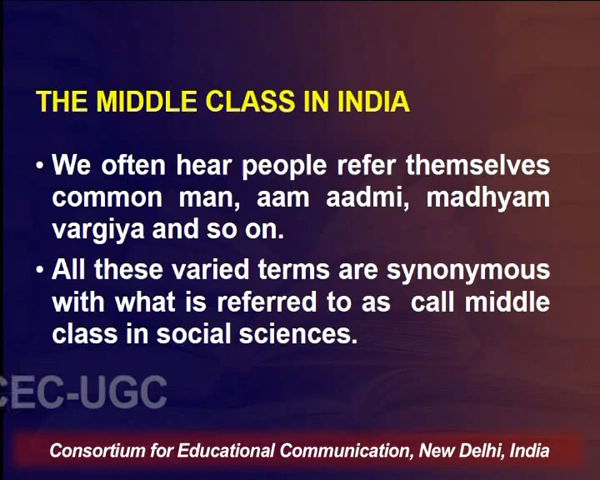 THE MIDDLE CLASS IN INDIA
• We often hear people refer themselves
common man, aam aadmi, madhyam
vargiya and so on.
• All these varied terms are synonymous
with what is referred to as call middle
class in social sciences.
CEC-UGC
Consortium for Educational Communication, New Delhi, India